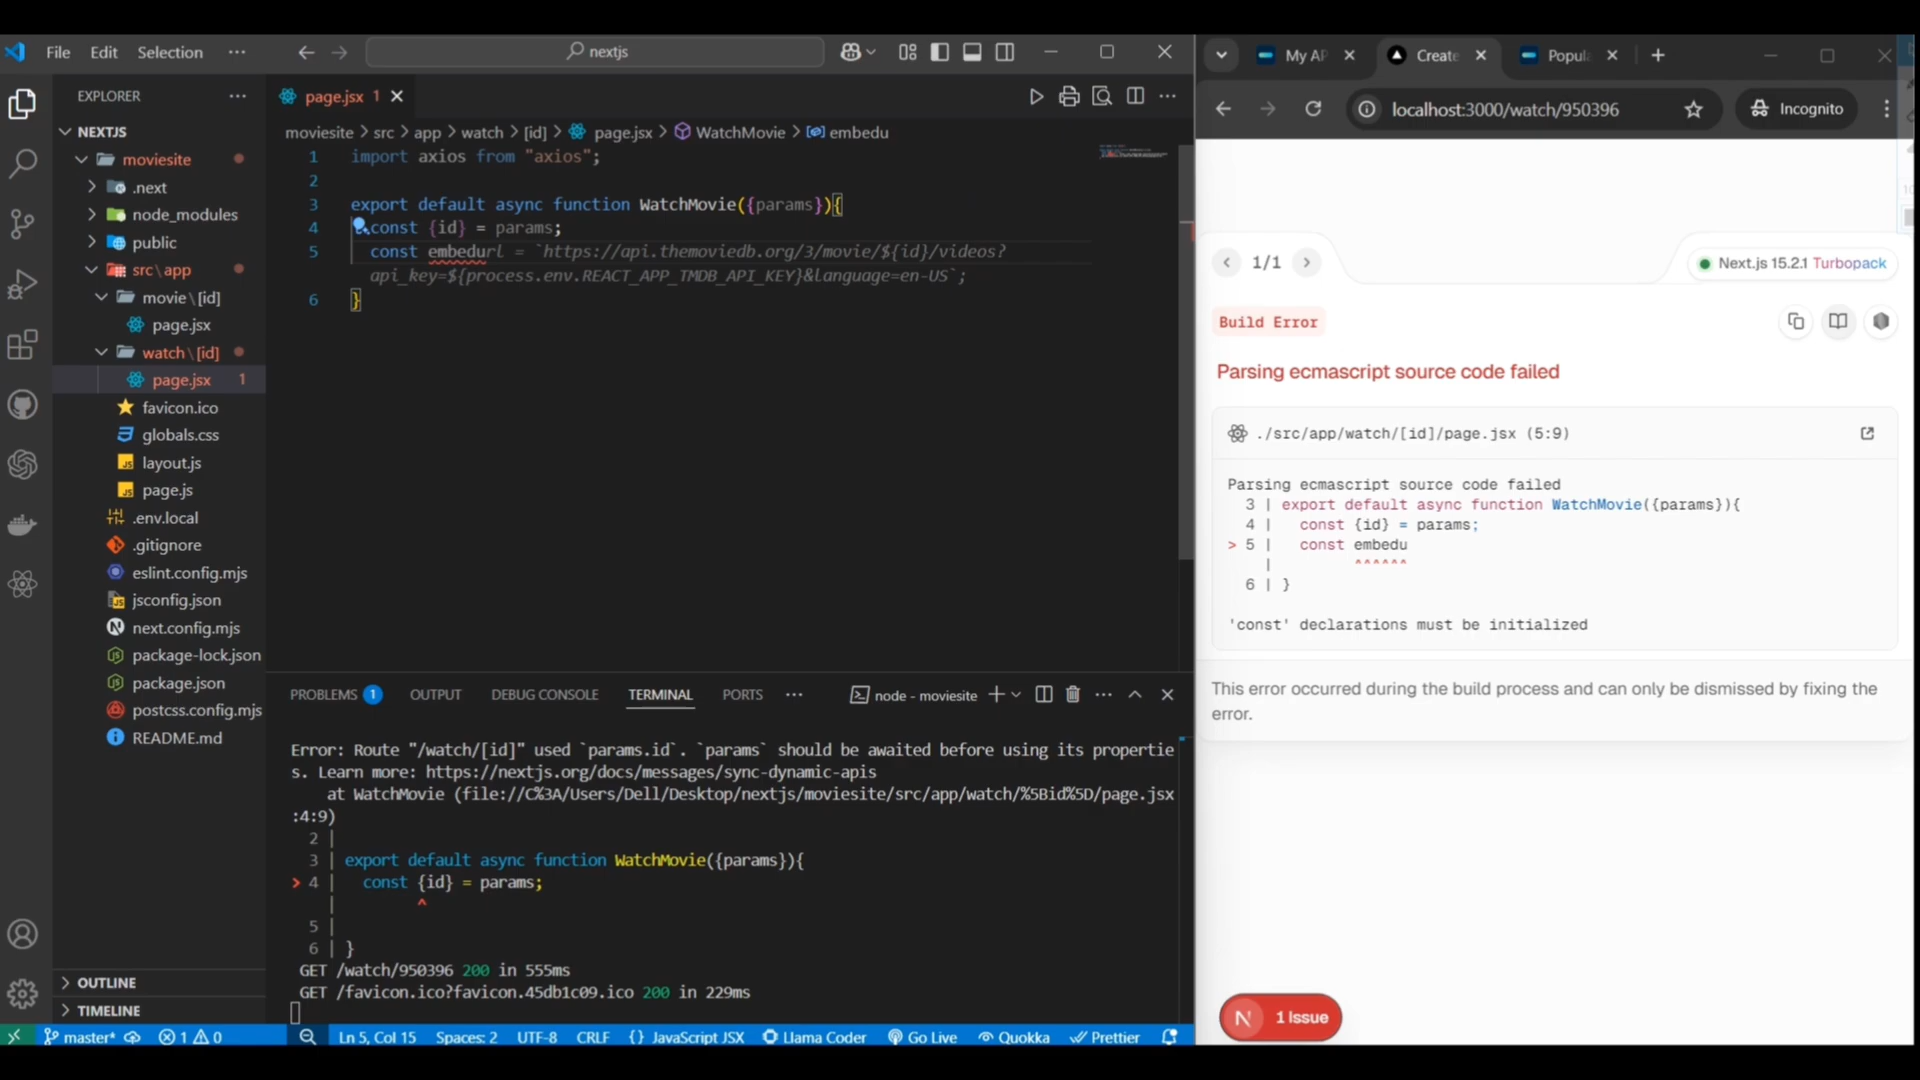 File Edit Selection ···
nextjs
EXPLORER
NEXTJS
moviesite
.next
node_modules
public
src\app
movie\[id]
page.jsx
watch\[id]
page.jsx 1
favicon.ico
globals.css
layout.js
page.js
.env.local
.gitignore
eslint.config.mjs
jsconfig.json
next.config.mjs
package-lock.json
package.json
postcss.config.mjs
README.md
OUTLINE
TIMELINE
page.jsx 1
moviesite > src > app > watch > [id] > page.jsx > WatchMovie > embedu
1 import axios from "axios";
2
3 export default async function WatchMovie({params}){
4 const {id} = params;
5 const embedurl = `https://api.themoviedb.org/3/movie/${id}/videos?
api_key=${process.env.REACT_APP_TMDB_API_KEY}&language=en-US`;
6 }
PROBLEMS 1 OUTPUT DEBUG CONSOLE TERMINAL PORTS ···
node - moviesite
Error: Route "/watch/[id]" used `params.id`. `params` should be awaited before using its propertie
s. Learn more: https://nextjs.org/docs/messages/sync-dynamic-apis
at WatchMovie (file://C%3A/Users/Dell/Desktop/nextjs/moviesite/src/app/watch/%5Bid%5D/page.jsx
:4:9)
2 |
3 | export default async function WatchMovie({params}){
> 4 | const {id} = params;
| ^
5 |
6 | }
GET /watch/950396 200 in 555ms
GET /favicon.ico?favicon.45db1c09.ico 200 in 229ms
master* 1 0 Ln 5, Col 15 Spaces: 2 UTF-8 CRLF {} JavaScript JSX Llama Coder Go Live Quokka Prettier
My AP Create Popula
localhost:3000/watch/950396 Incognito
1/1
Next.js 15.2.1 Turbopack
Build Error
Parsing ecmascript source code failed
./src/app/watch/[id]/page.jsx (5:9)
Parsing ecmascript source code failed
3 | export default async function WatchMovie({params}){
4 | const {id} = params;
> 5 | const embedu
| ^^^^^^
6 | }
'const' declarations must be initialized
This error occurred during the build process and can only be dismissed by fixing the
error.
N 1 Issue